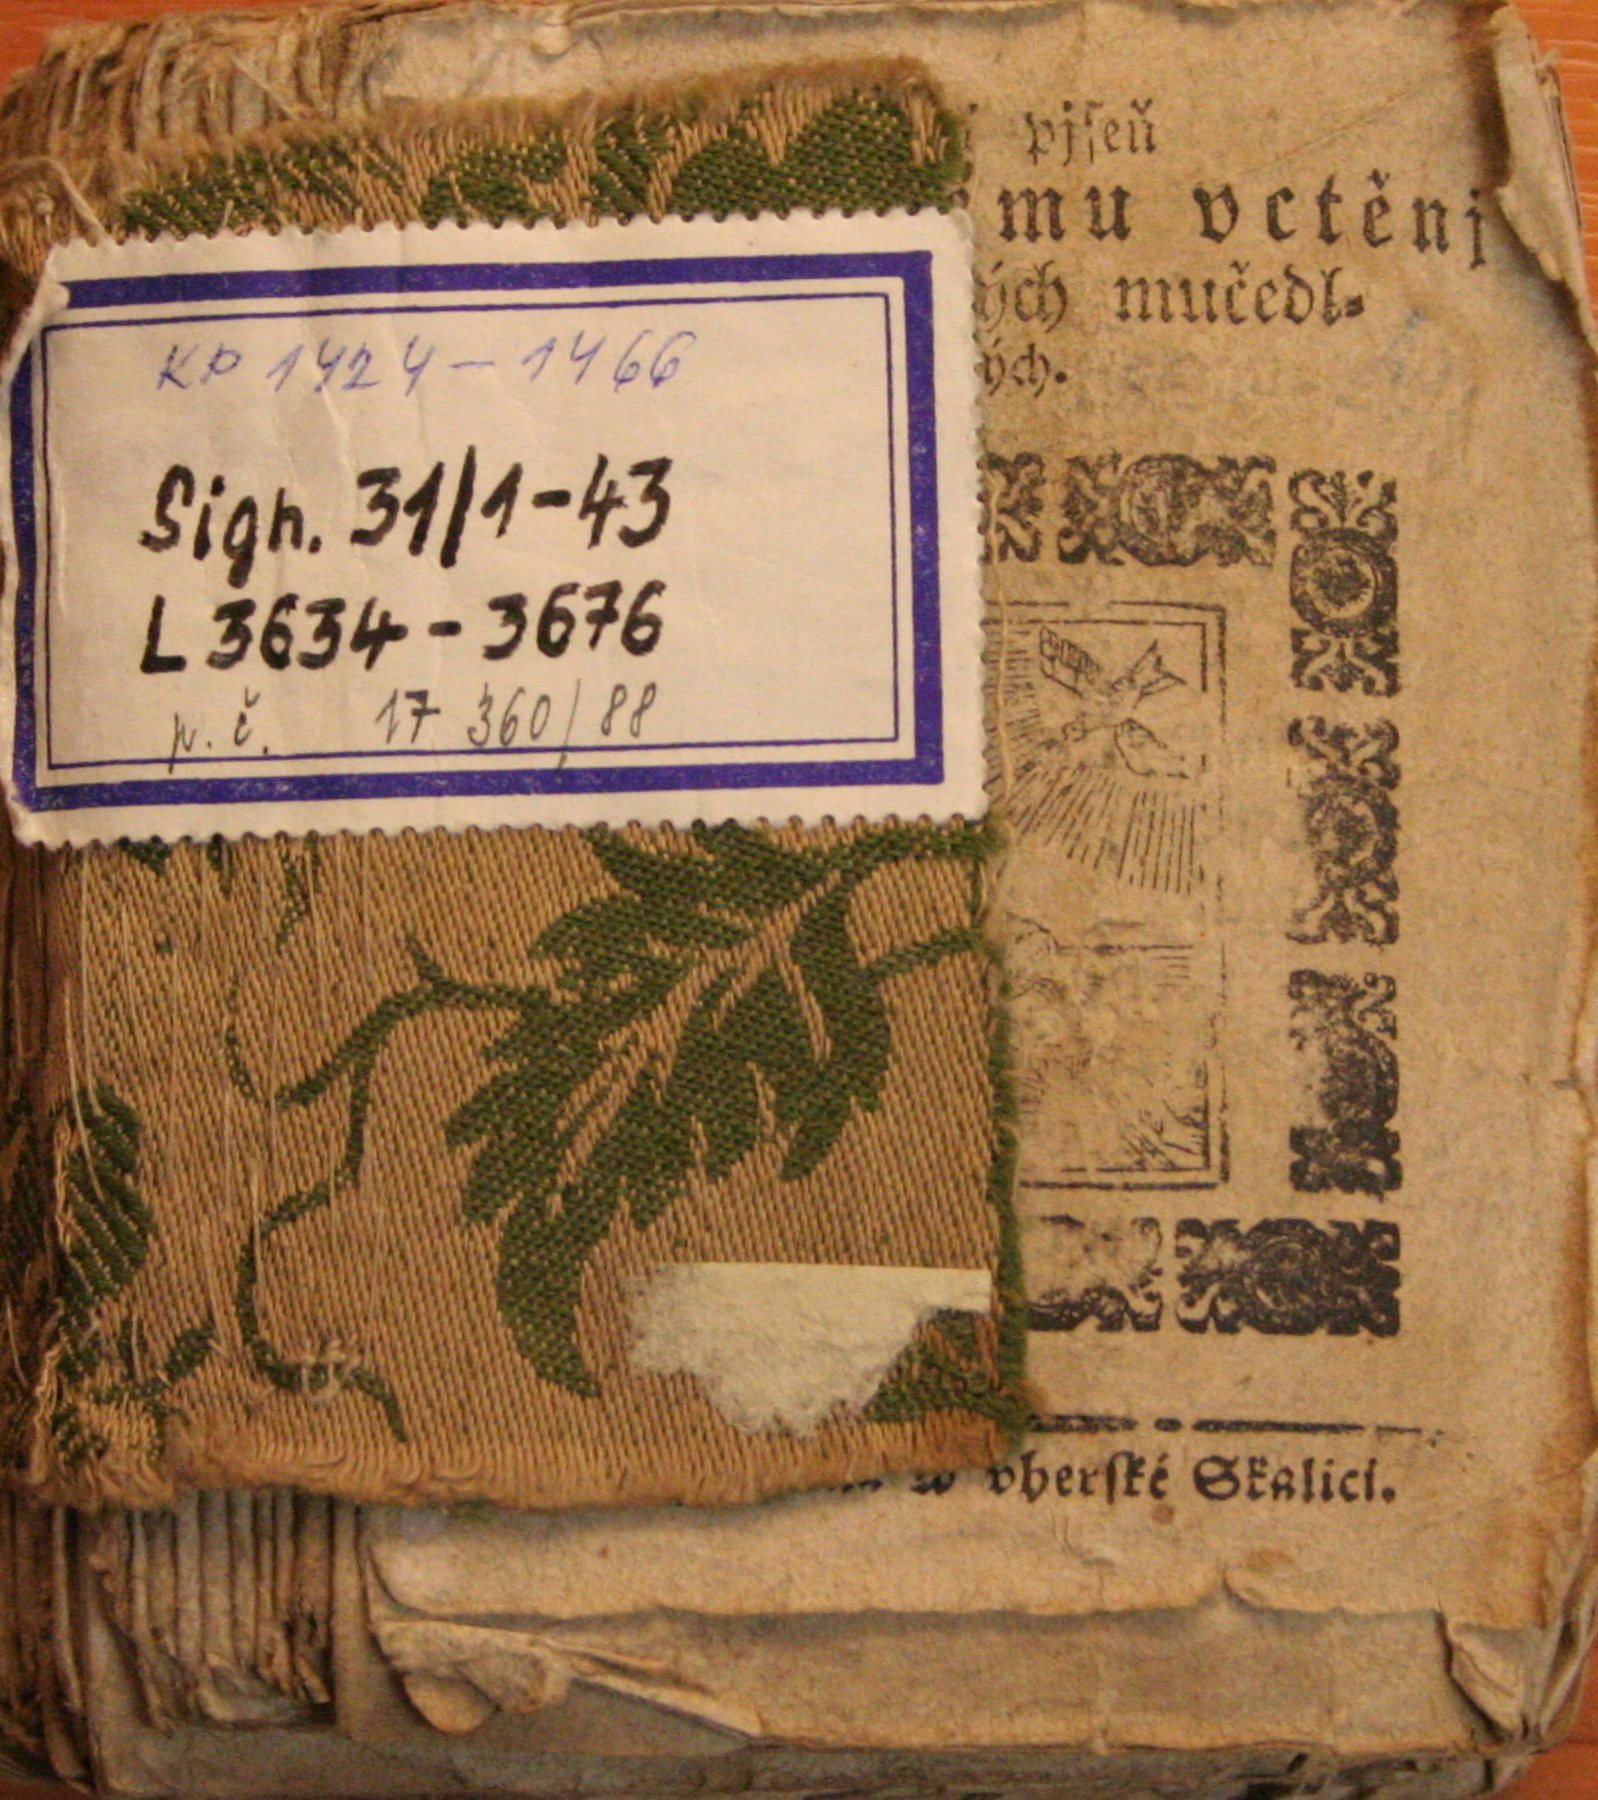 KP 1424 - 1466
Sign. 31/1-43
L 3634 - 3676
p. č. 17 360/88
pjſeň
mu vctěnj
ých mučedl⸗
ých.
w vherſké Skalici.